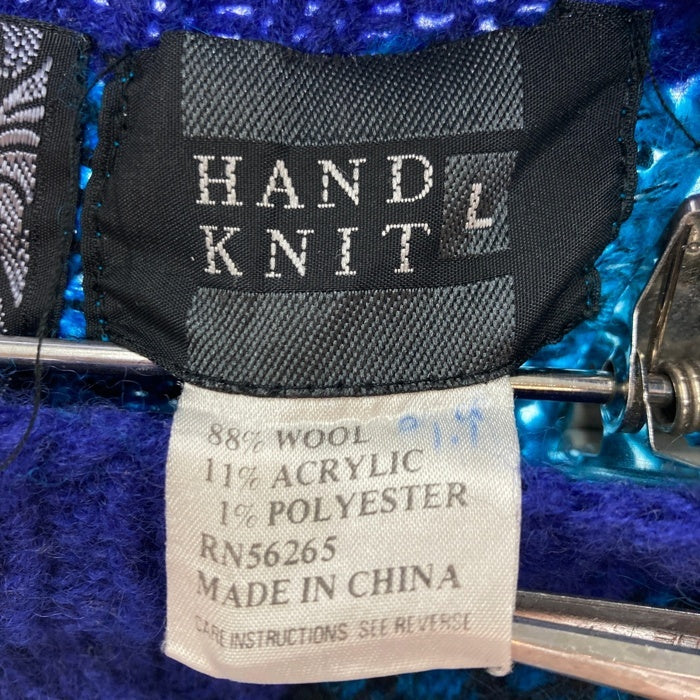 HAND
KNIT
L
88% WOOL
11% ACRYLIC
1% POLYESTER
RN56265
MADE IN CHINA
CARE INSTRUCTIONS SEE REVERSE